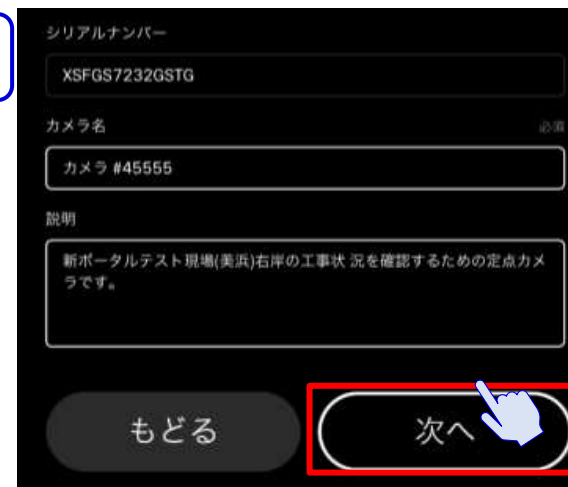 シリアルナンバー
XSFGS7232GSTG
カメラ名 必須
カメラ #45555
説明
新ポータルテスト現場(美浜)右岸の工事状 況を確認するための定点カメ
ラです。
もどる 次へ